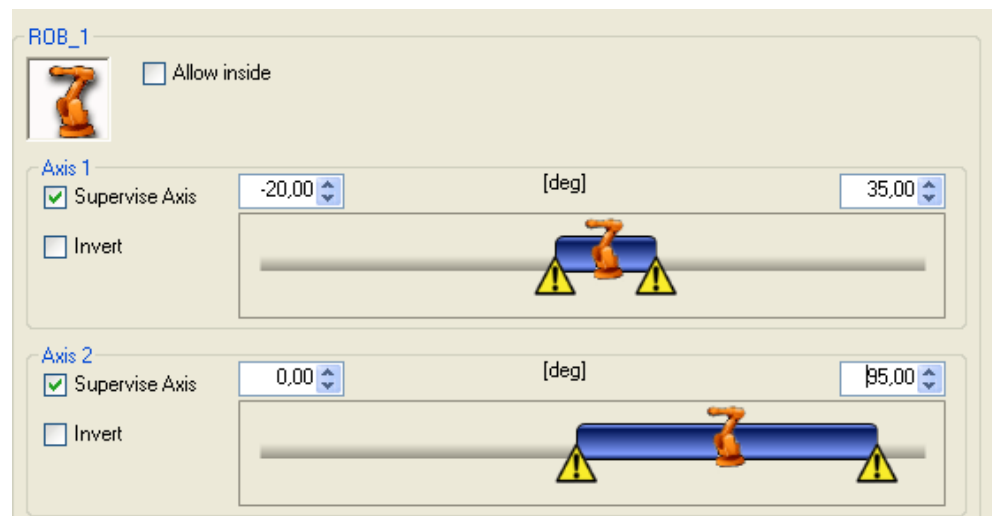 ROB_1
Allow inside
Axis 1
Supervise Axis
-20,00
[deg]
35,00
Invert
Axis 2
Supervise Axis
0,00
[deg]
95,00
Invert